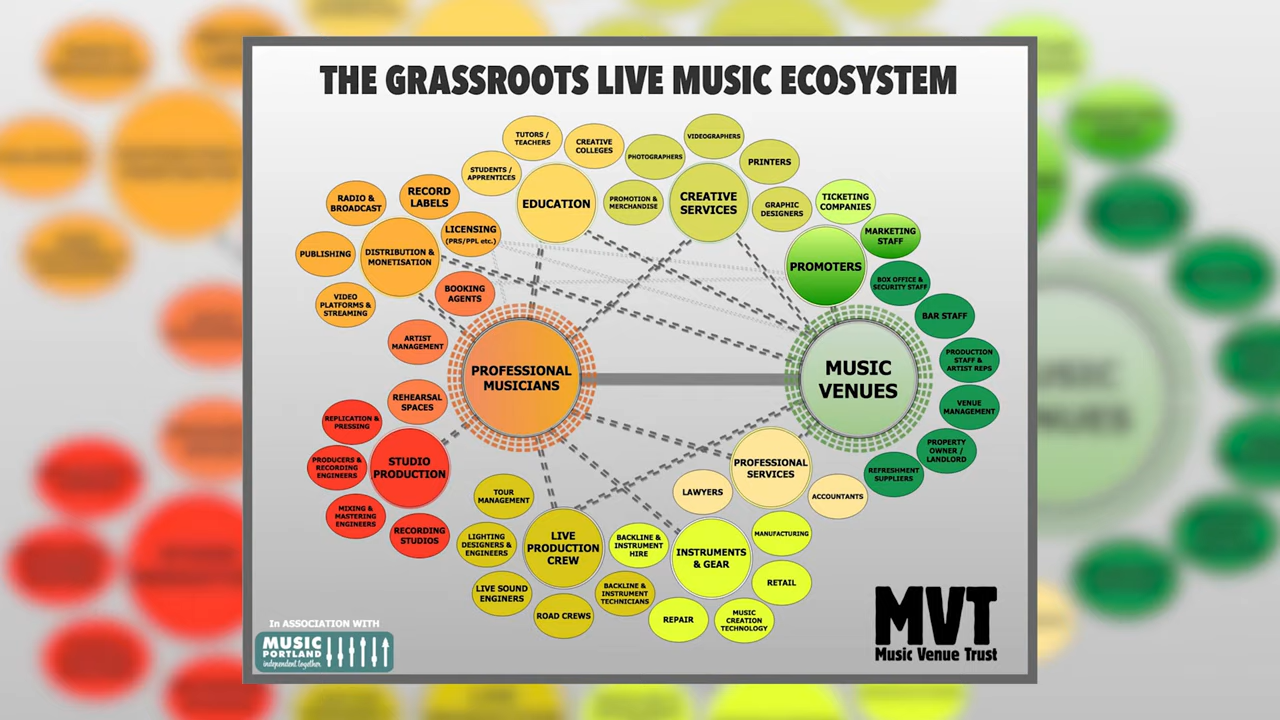 THE GRASSROOTS LIVE MUSIC ECOSYSTEM
TUTORS /
TEACHERS
CREATIVE
COLLEGES
STUDENTS /
APPRENTICES
EDUCATION
VIDEOGRAPHERS
PHOTOGRAPHERS
PRINTERS
PROMOTION &
MERCHANDISE
CREATIVE
SERVICES
GRAPHIC
DESIGNERS
RADIO &
BROADCAST
RECORD
LABELS
LICENSING
(PRS/PPL etc.)
PUBLISHING
DISTRIBUTION &
MONETISATION
VIDEO
PLATFORMS &
STREAMING
TICKETING
COMPANIES
MARKETING
STAFF
PROMOTERS
BOX OFFICE &
SECURITY STAFF
BAR STAFF
PRODUCTION
STAFF &
ARTIST REPS
VENUE
MANAGEMENT
PROPERTY
OWNER /
LANDLORD
REFRESHMENT
SUPPLIERS
BOOKING
AGENTS
ARTIST
MANAGEMENT
REHEARSAL
SPACES
PROFESSIONAL
MUSICIANS
MUSIC
VENUES
REPLICATION &
PRESSING
PRODUCERS &
RECORDING
ENGINEERS
STUDIO
PRODUCTION
MIXING &
MASTERING
ENGINEERS
RECORDING
STUDIOS
PROFESSIONAL
SERVICES
LAWYERS
ACCOUNTANTS
TOUR
MANAGEMENT
LIGHTING
DESIGNERS &
ENGINEERS
LIVE
PRODUCTION
CREW
LIVE SOUND
ENGINERS
ROAD CREWS
BACKLINE &
INSTRUMENT
TECHNICIANS
BACKLINE &
INSTRUMENT
HIRE
INSTRUMENTS
& GEAR
MANUFACTURING
RETAIL
REPAIR
MUSIC
CREATION
TECHNOLOGY
In ASSOCIATION WITH
MUSIC
PORTLAND
independent together
MVT
Music Venue Trust